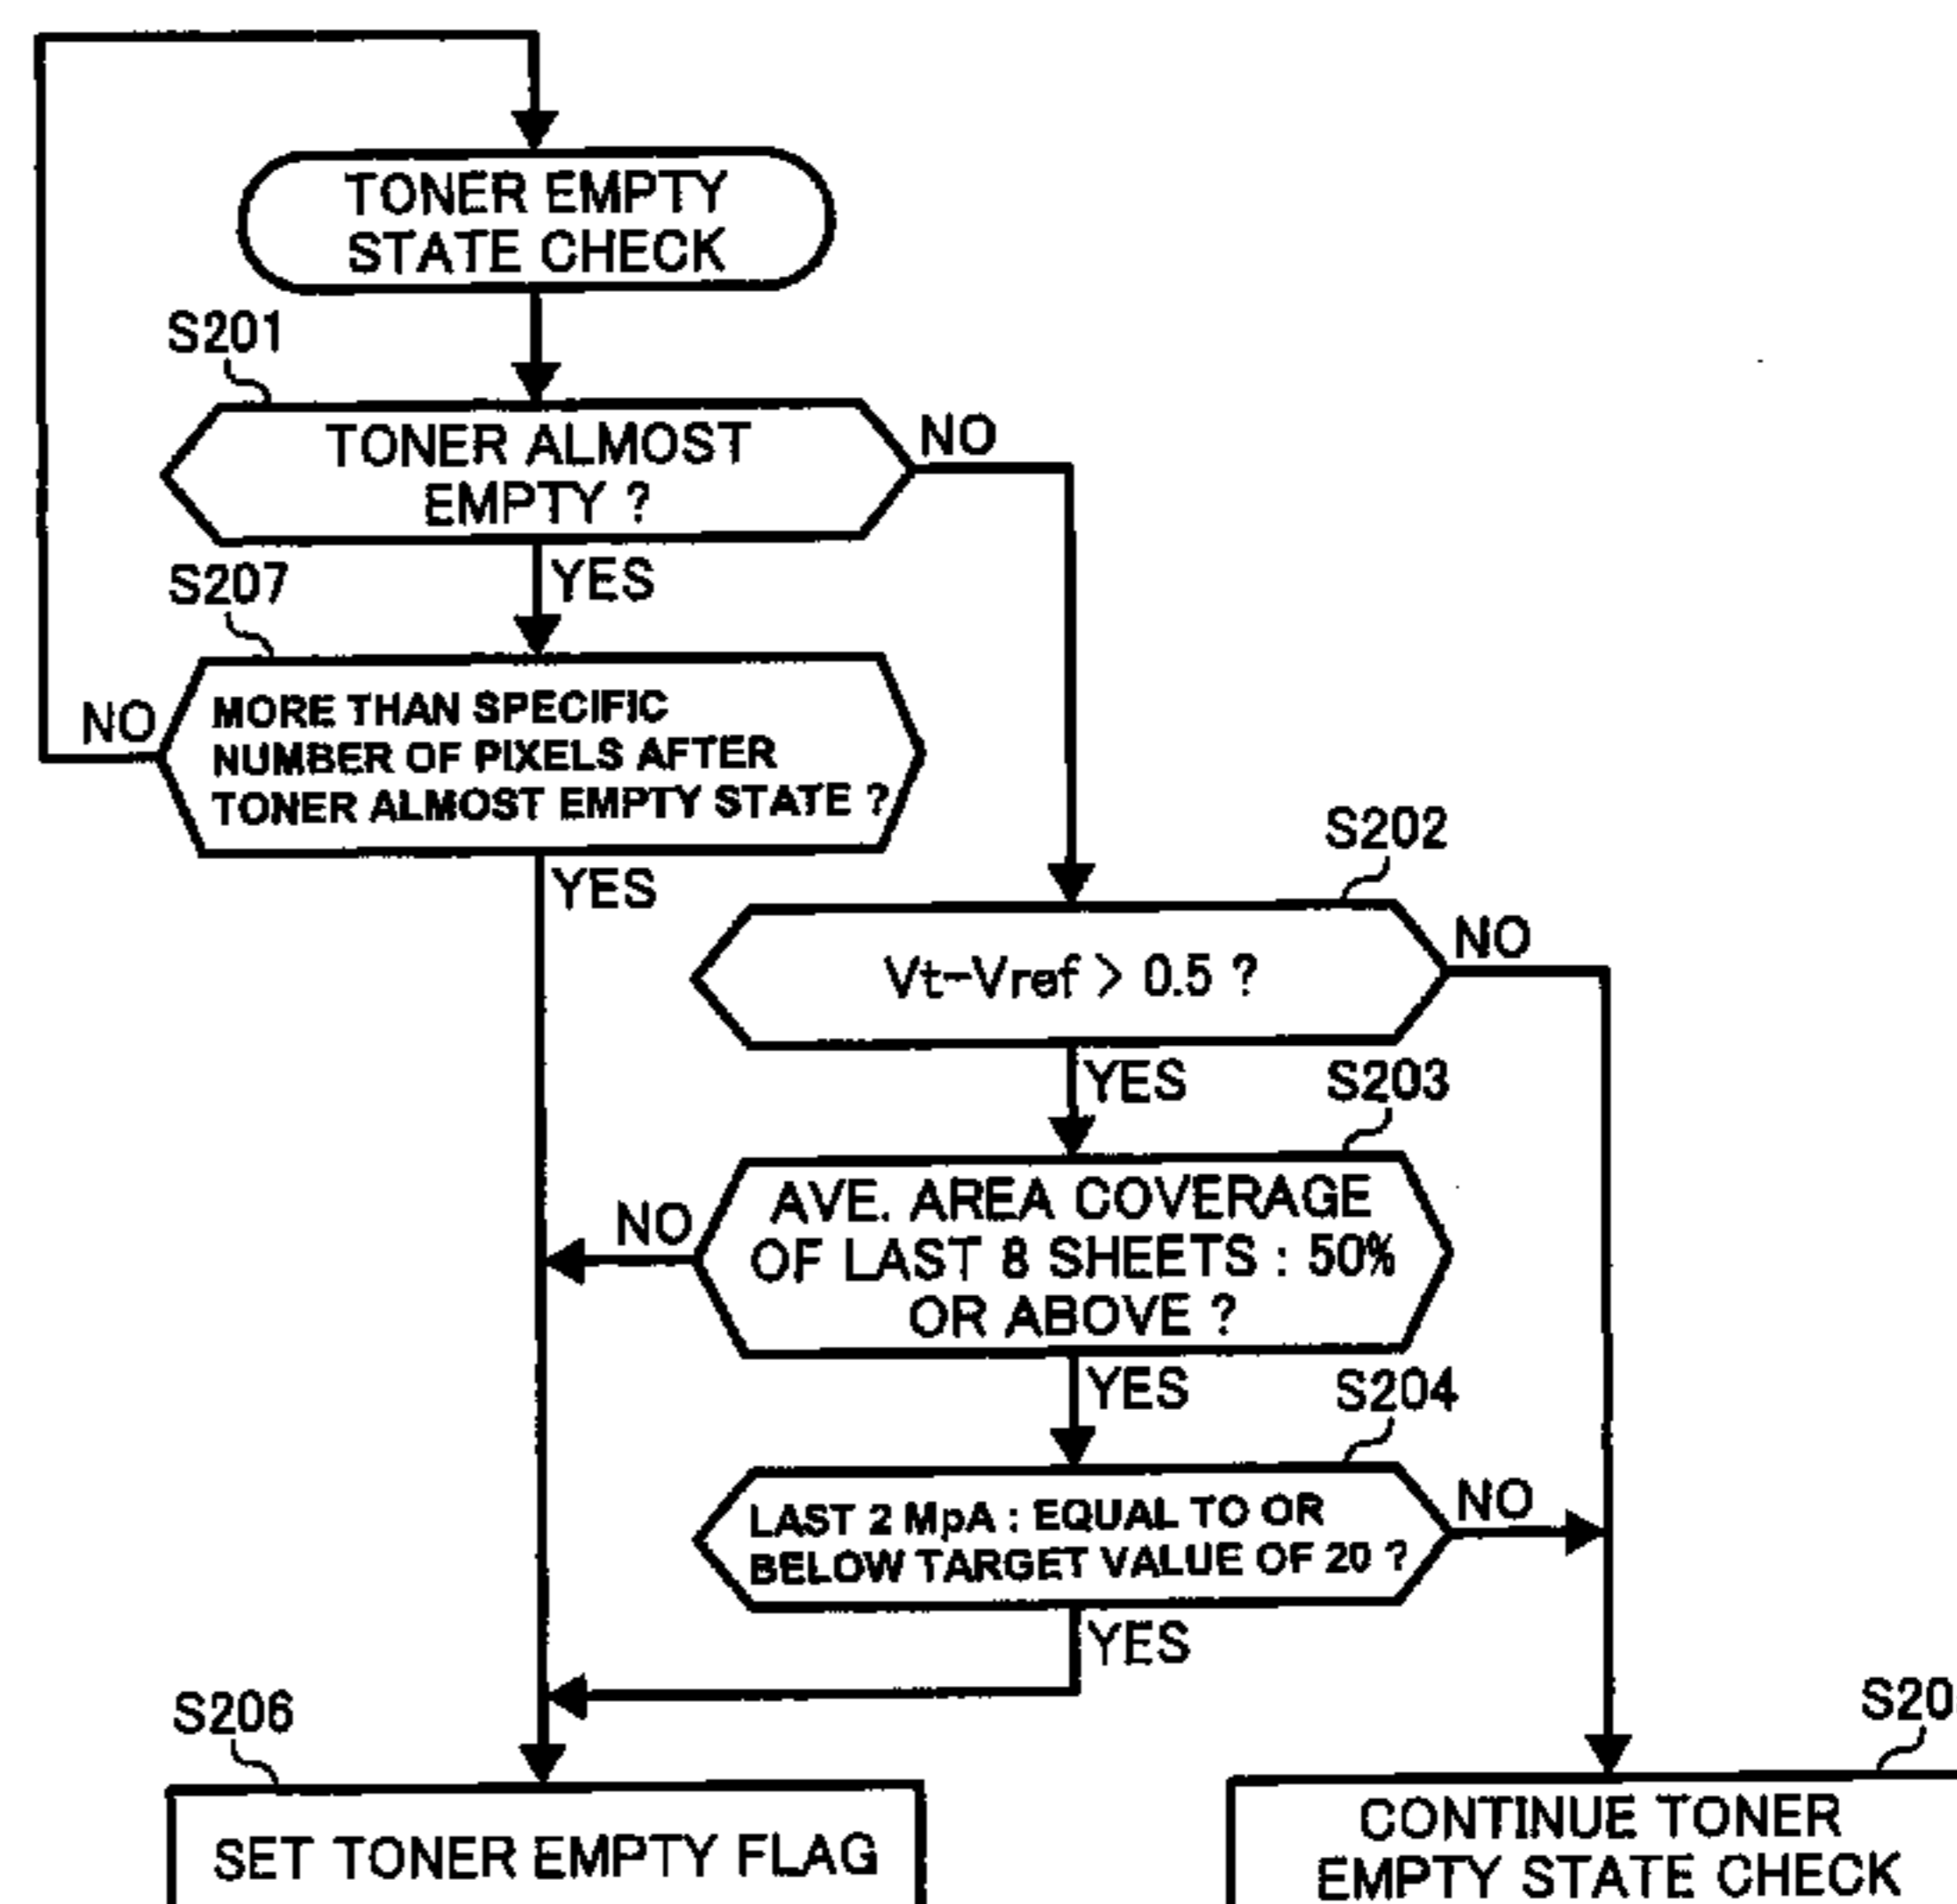 TONER EMPTY
STATE CHECK
S201
TONER ALMOST
EMPTY ?
NO
YES
S207
MORE THAN SPECIFIC
NUMBER OF PIXELS AFTER
TONER ALMOST EMPTY STATE ?
NO
YES
S202
Vt-Vref > 0.5 ?
NO
YES
S203
AVE. AREA COVERAGE
OF LAST 8 SHEETS : 50%
OR ABOVE ?
NO
YES
S204
LAST 2 MpA : EQUAL TO OR
BELOW TARGET VALUE OF 20 ?
NO
YES
S206
SET TONER EMPTY FLAG
S20
CONTINUE TONER
EMPTY STATE CHECK